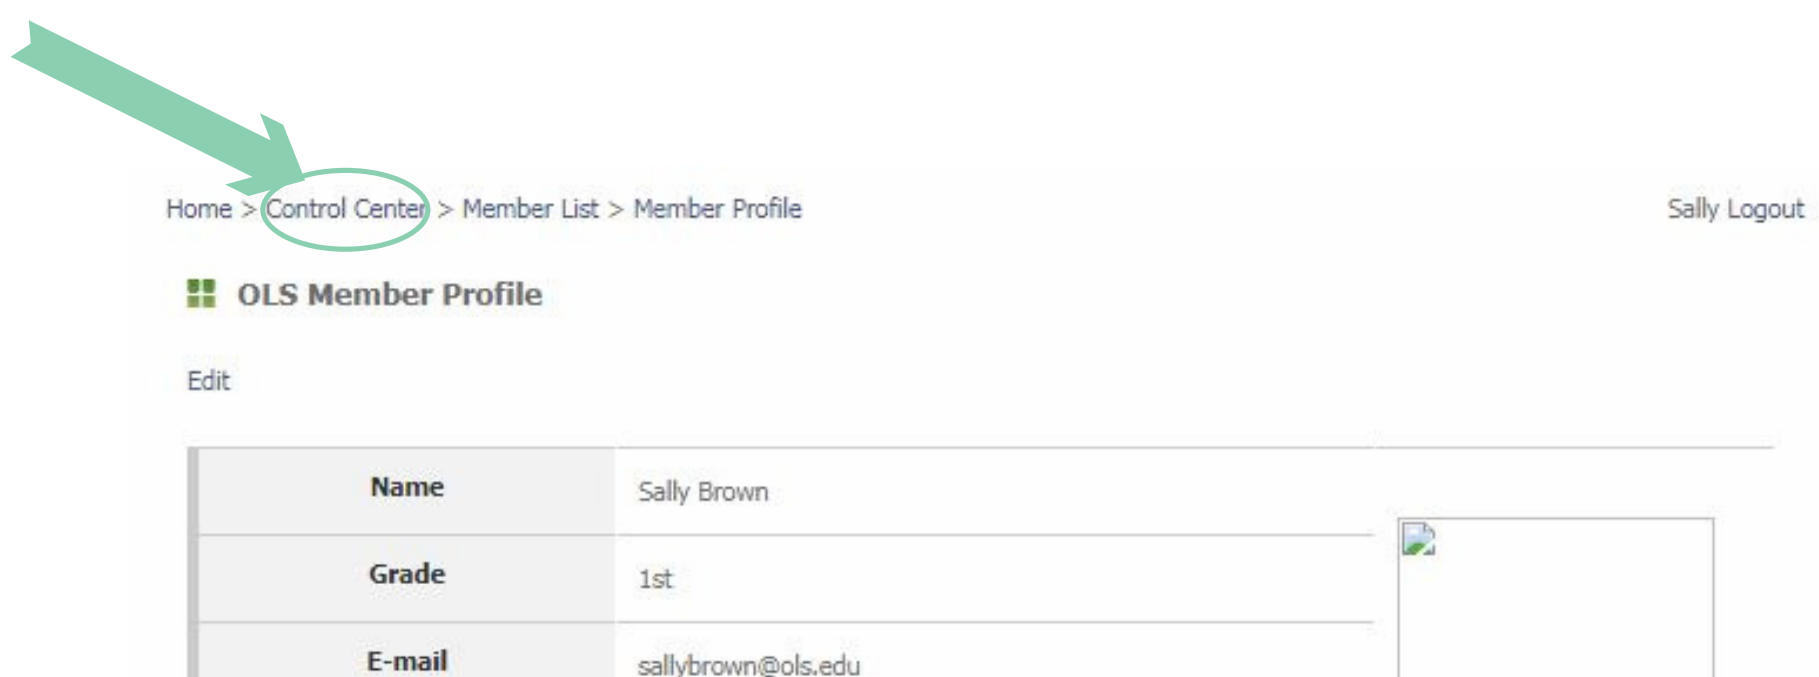 Home > Control Center > Member List > Member Profile
Sally Logout
OLS Member Profile
Edit
Name Sally Brown
Grade 1st
E-mail sallybrown@ols.edu